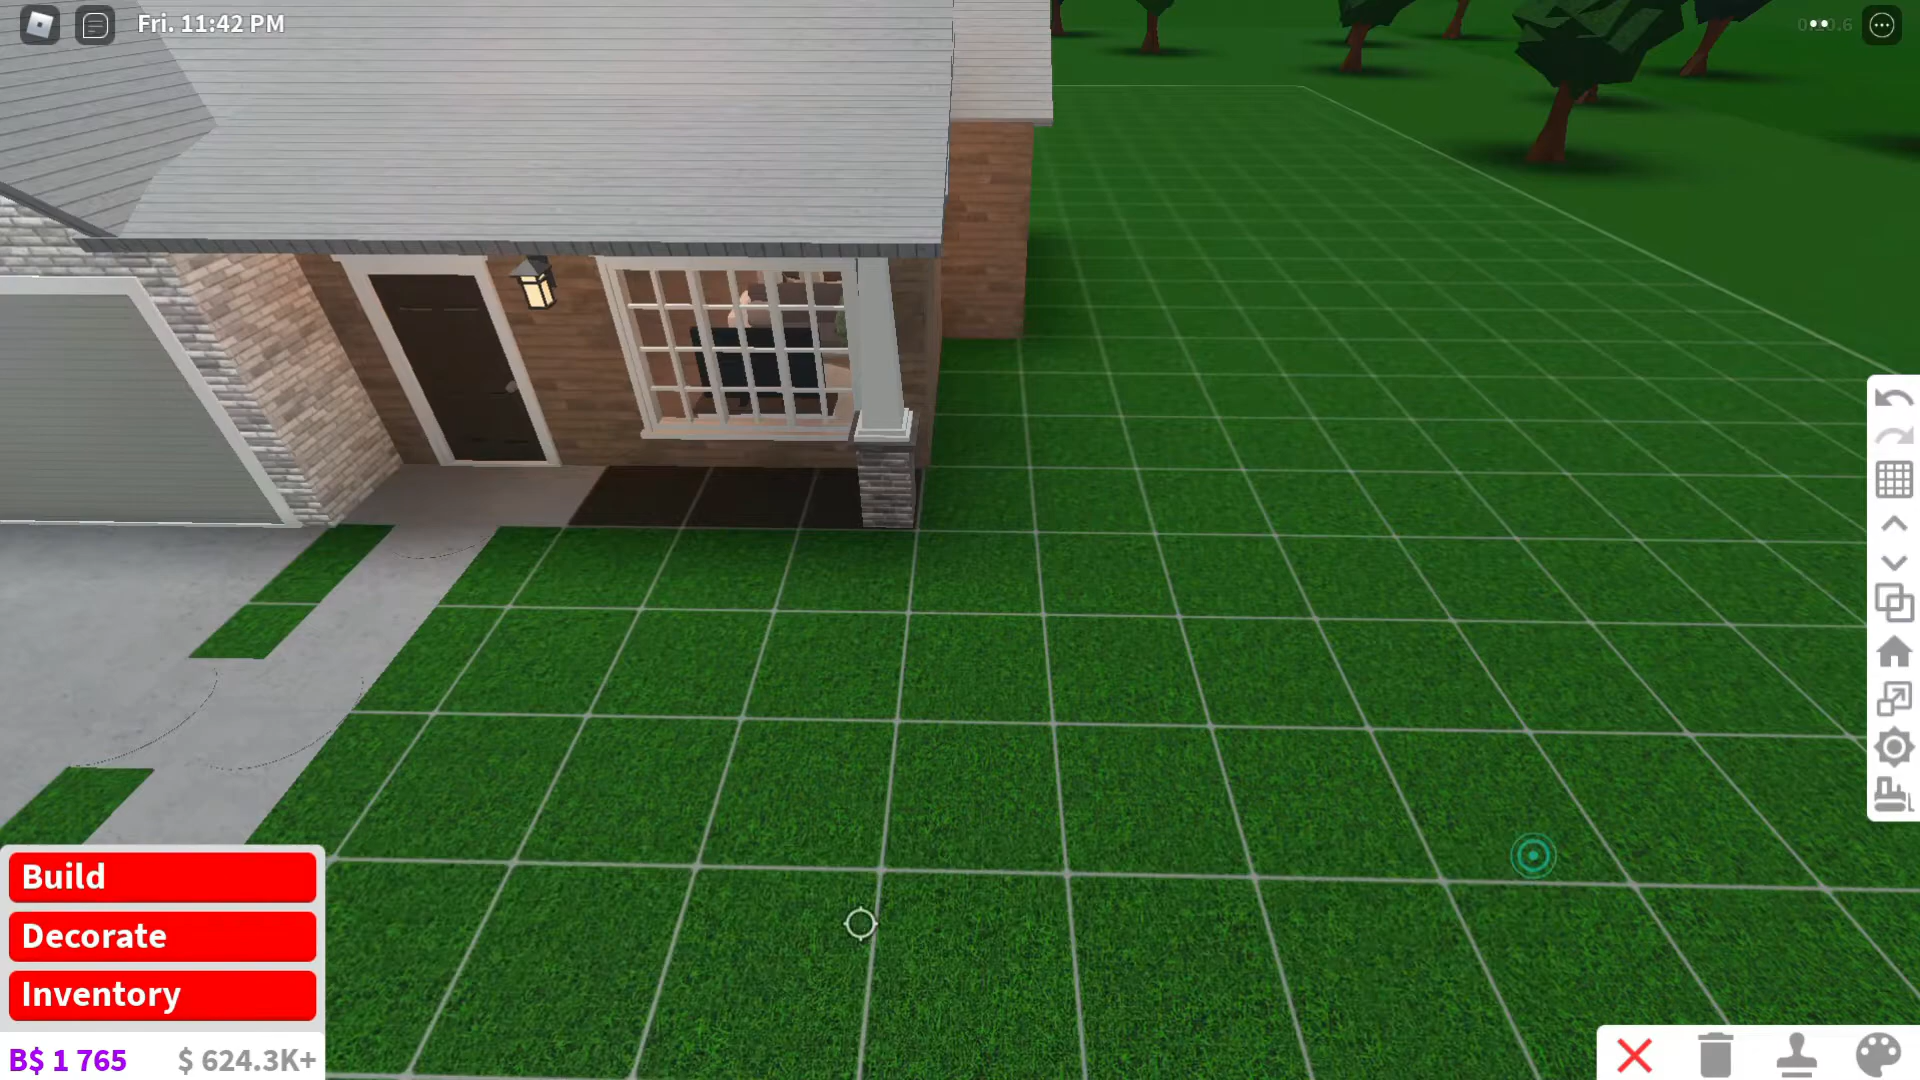 Fri. 11:42 PM
Build
Decorate
Inventory
B$ 1 765
$ 624.3K+